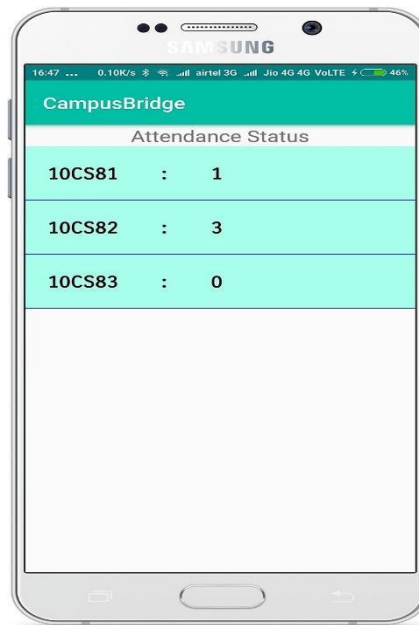 SAMSUNG
16:47 ... 0.10K/s airtel 3G Jio 4G 4G VoLTE 46%
CampusBridge
Attendance Status
10CS81 : 1
10CS82 : 3
10CS83 : 0